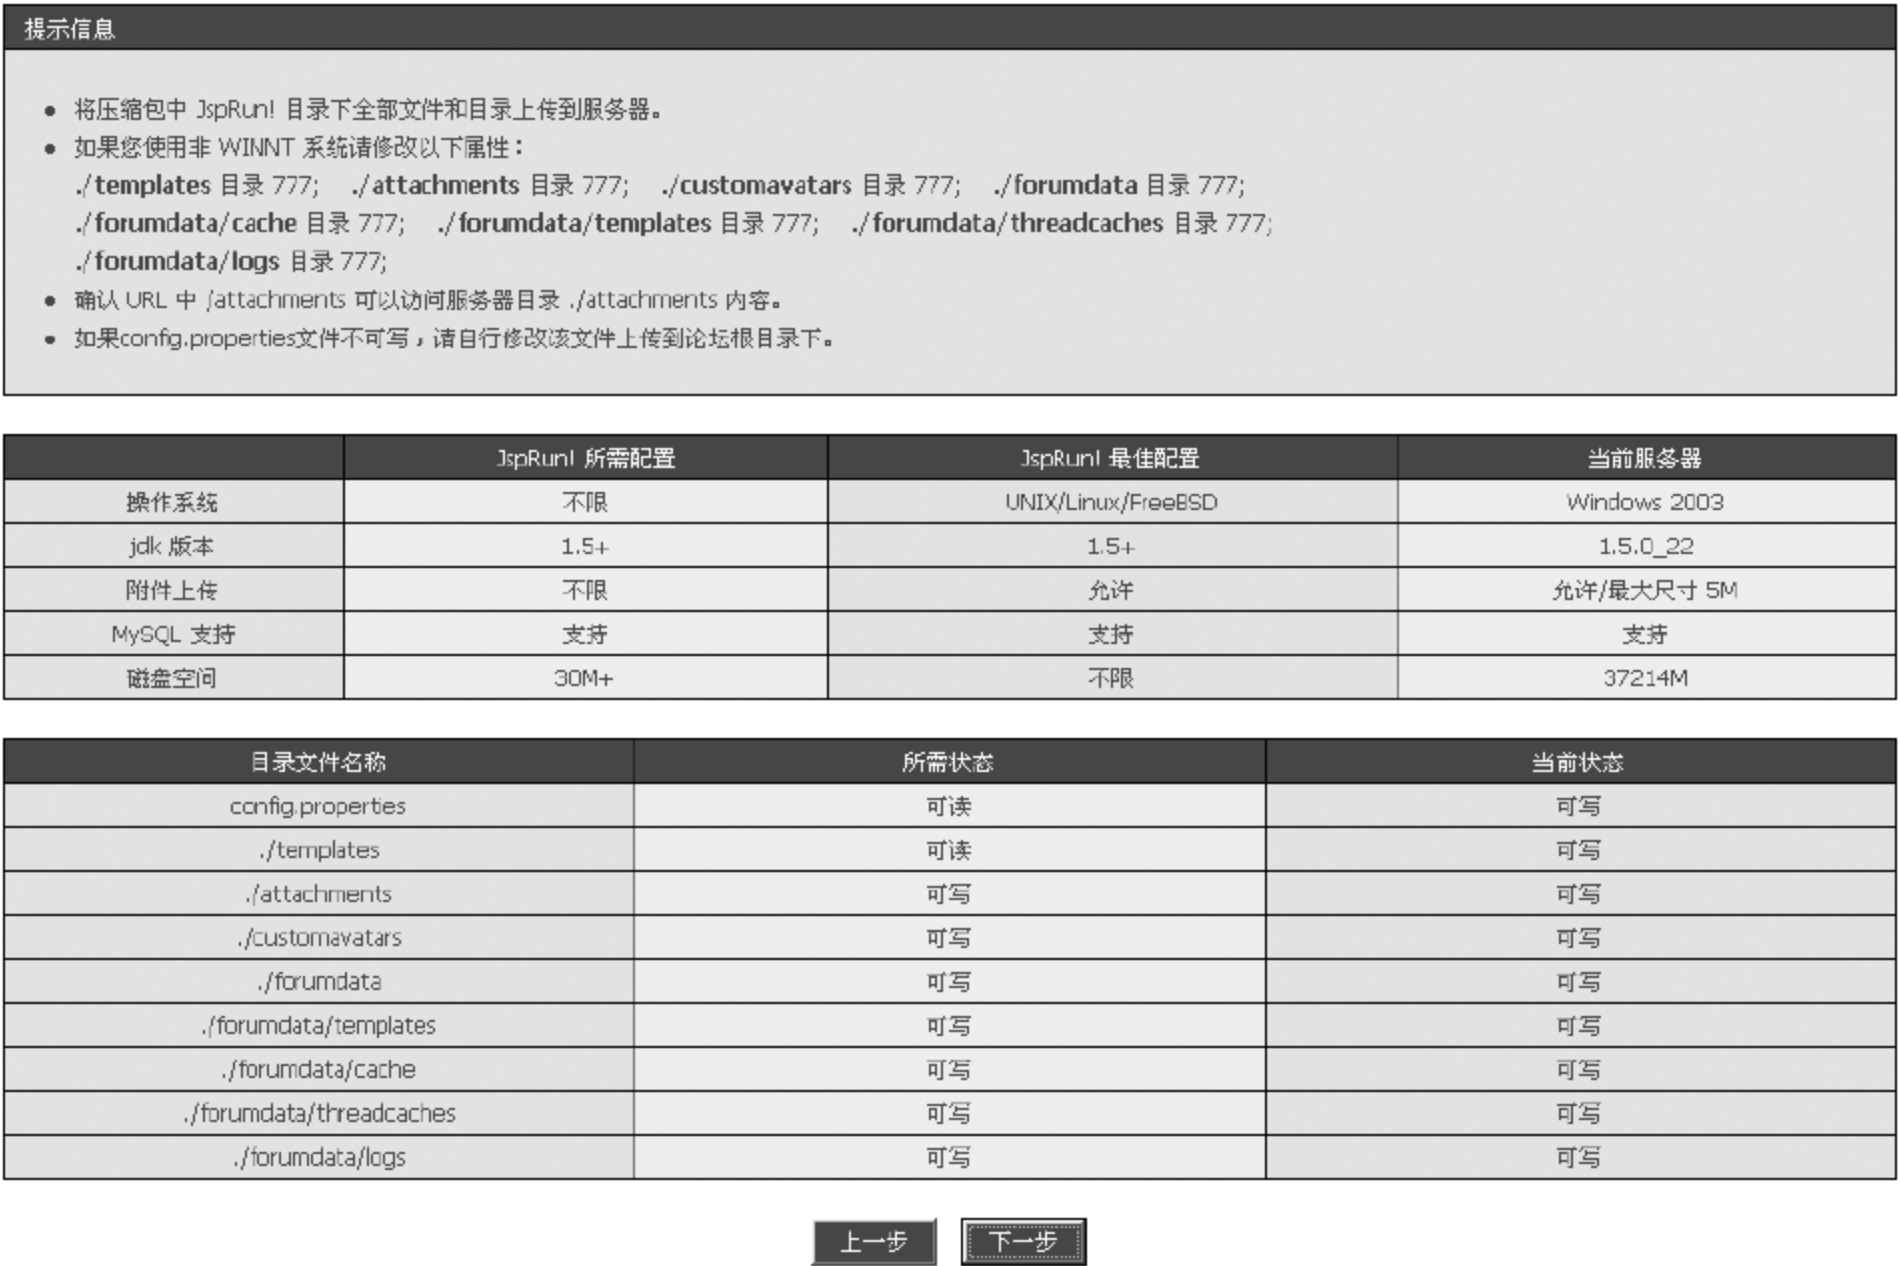 提示信息
将压缩包中 JspRun! 目录下全部文件和目录上传到服务器。
如果您使用非 WINNT 系统请修改以下属性：
./templates 目录 777; ./attachments 目录 777; ./customavatars 目录 777; ./forumdata 目录 777;
./forumdata/cache 目录 777; ./forumdata/templates 目录 777; ./forumdata/threadcaches 目录 777;
./forumdata/logs 目录 777;
确认 URL 中 /attachments 可以访问服务器目录 ./attachments 内容。
如果config.properties文件不可写，请自行修改该文件上传到论坛根目录下。
JspRun! 所需配置 JspRun! 最佳配置 当前服务器
操作系统 不限 UNIX/Linux/FreeBSD Windows 2003
jdk 版本 1.5+ 1.5+ 1.5.0_22
附件上传 不限 允许 允许/最大尺寸 5M
MySQL 支持 支持 支持 支持
磁盘空间 30M+ 不限 37214M
目录文件名称 所需状态 当前状态
config.properties 可读 可写
./templates 可读 可写
./attachments 可写 可写
./customavatars 可写 可写
./forumdata 可写 可写
./forumdata/templates 可写 可写
./forumdata/cache 可写 可写
./forumdata/threadcaches 可写 可写
./forumdata/logs 可写 可写
上一步 下一步